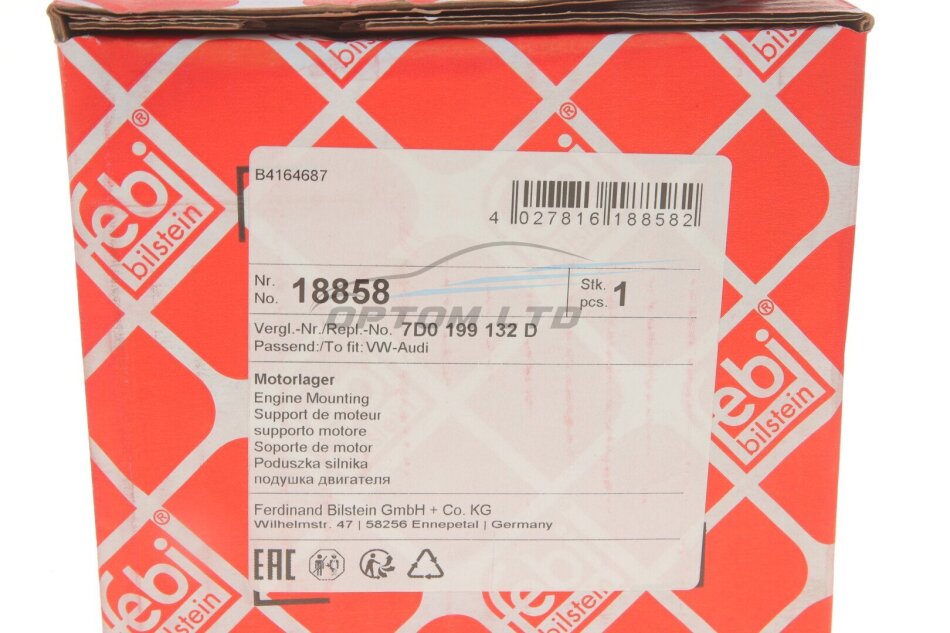 febi
bilstein
®
B4164687
4 027816 188582
Nr.
No. 18858
Stk.
pcs. 1
OPTOM LTD
Vergl.-Nr./Repl.-No. 7D0 199 132 D
Passend:/To fit: VW-Audi
Motorlager
Engine Mounting
Support de moteur
supporto motore
Soporte de motor
Poduszka silnika
подушка двигателя
Ferdinand Bilstein GmbH + Co. KG
Wilhelmstr. 47 | 58256 Ennepetal | Germany
EAC
febi
bilstein
®
febi
bilstein
®
bilstein
bilstein
®